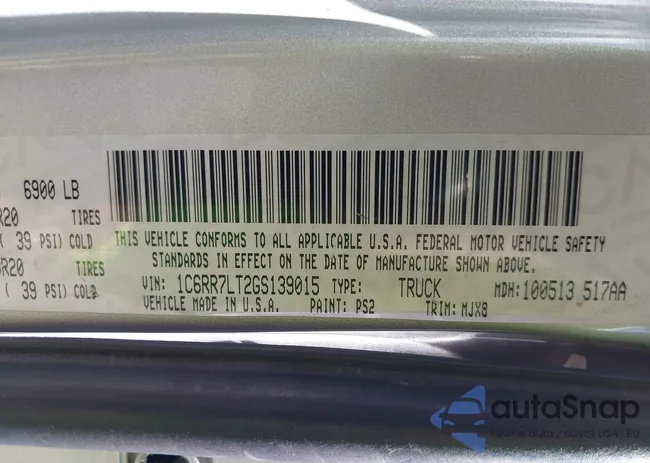 6900 LB
R20 TIRES
( 39 PSI) COLD
R20 TIRES
( 39 PSI) COLD
THIS VEHICLE CONFORMS TO ALL APPLICABLE U.S.A. FEDERAL MOTOR VEHICLE SAFETY
STANDARDS IN EFFECT ON THE DATE OF MANUFACTURE SHOWN ABOVE.
VIN: 1C6RR7LT2GS139015 TYPE: TRUCK MDH: 100513 517AA
VEHICLE MADE IN U.S.A. PAINT: PS2 TRIM: MJX8
autaSnap